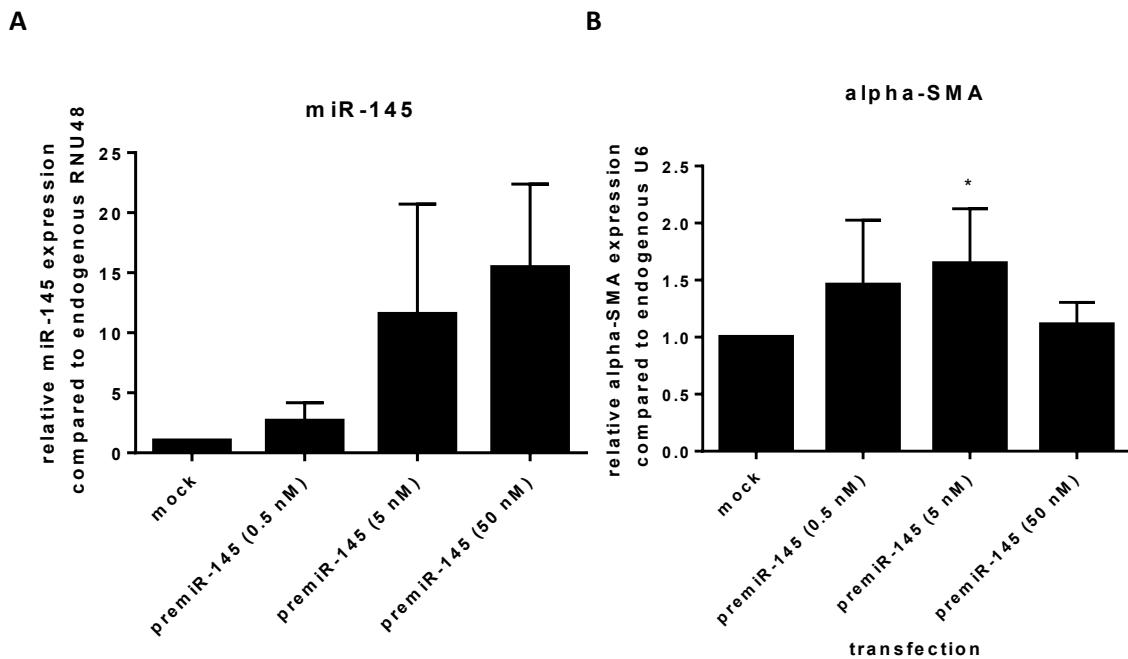 A
miR-145
relative miR-145 expression
compared to endogenous RNU48
25
20
15
10
5
0
mock
premiR-145 (0.5 nM)
premiR-145 (5 nM)
premiR-145 (50 nM)
B
alpha-SMA
relative alpha-SMA expression
compared to endogenous U6
2.5
2.0
1.5
1.0
0.5
0.0
*
mock
premiR-145 (0.5 nM)
premiR-145 (5 nM)
premiR-145 (50 nM)
transfection